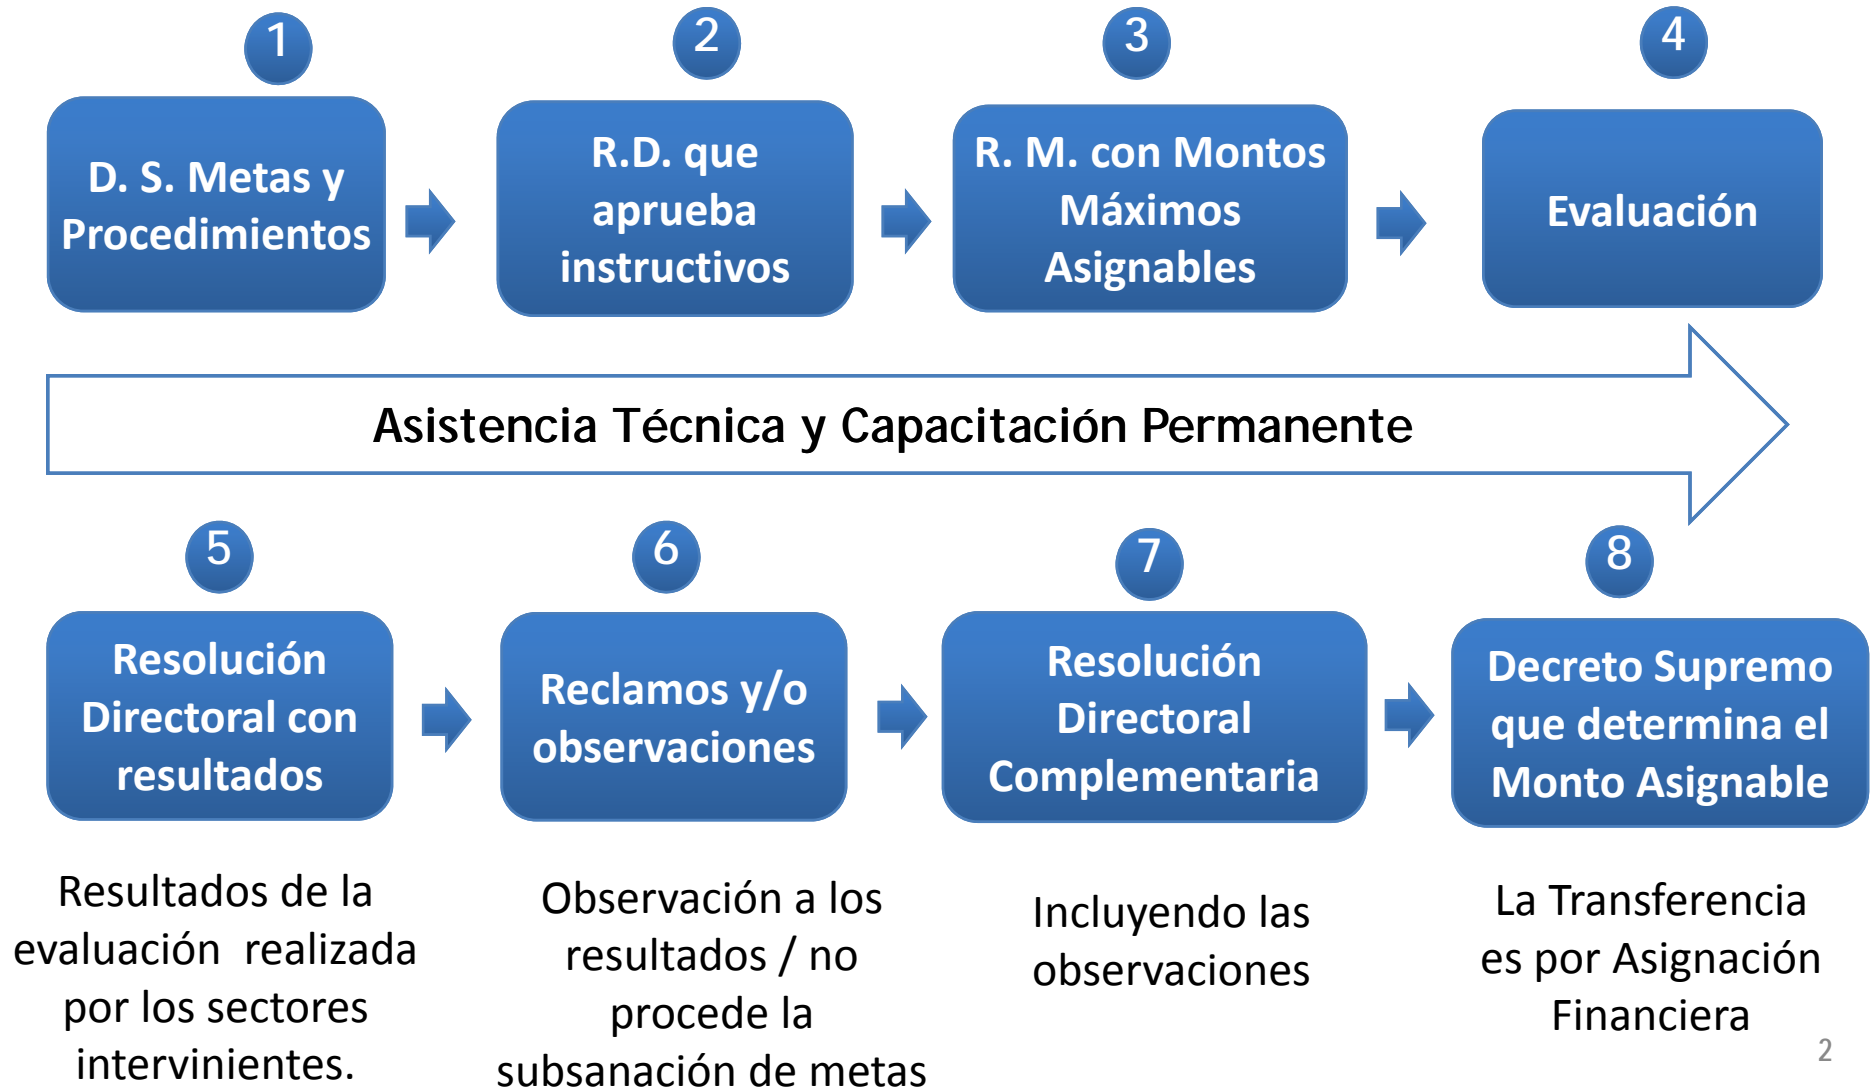 1
D. S. Metas y
Procedimientos
2
R.D. que
aprueba
instructivos
3
R. M. con Montos
Máximos
Asignables
4
Evaluación
Asistencia Técnica y Capacitación Permanente
5
Resolución
Directoral con
resultados
Resultados de la
evaluación realizada
por los sectores
intervinientes.
6
Reclamos y/o
observaciones
Observación a los
resultados / no
procede la
subsanación de metas
7
Resolución
Directoral
Complementaria
Incluyendo las
observaciones
8
Decreto Supremo
que determina el
Monto Asignable
La Transferencia
es por Asignación
Financiera
2